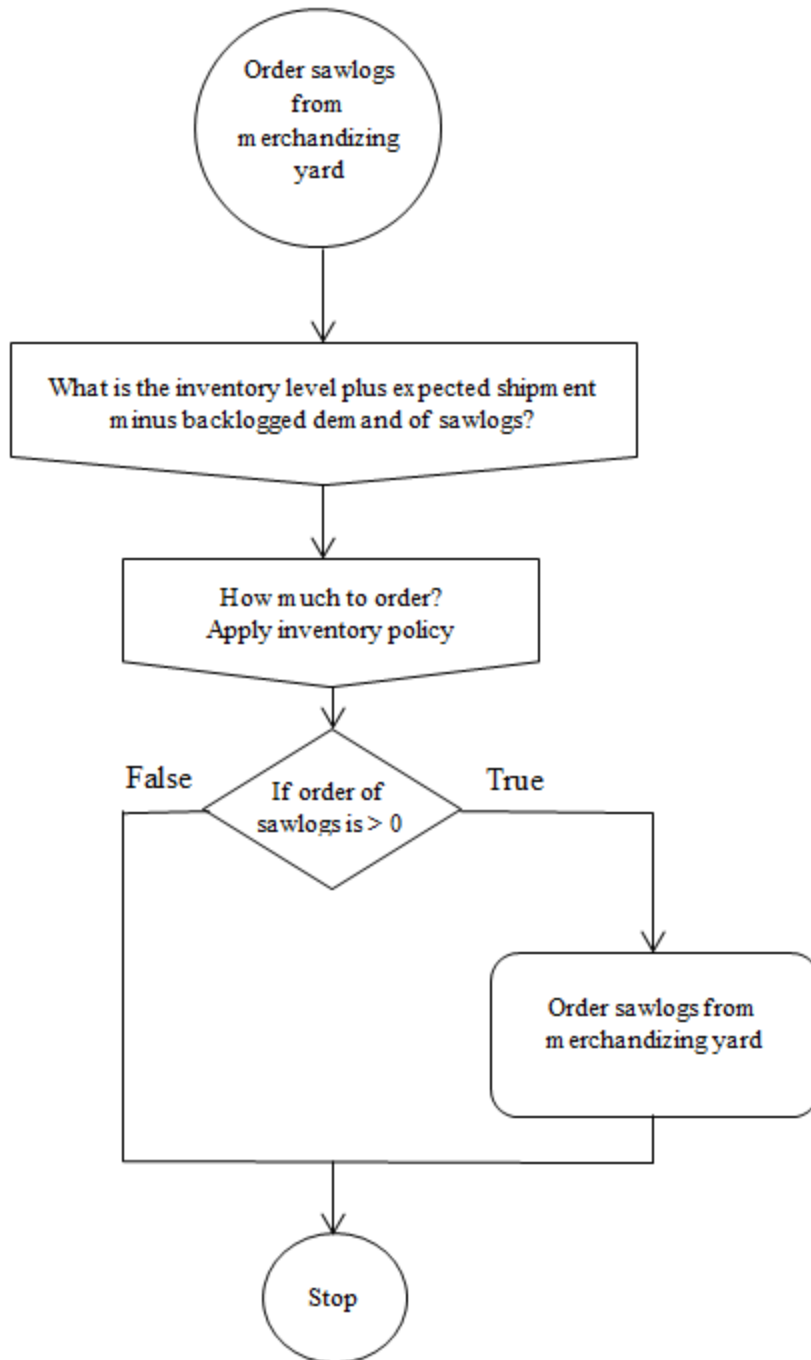 Order sawlogs
from
merchandizing
yard
What is the inventory level plus expected shipment
minus backlogged demand of sawlogs?
How much to order?
Apply inventory policy
False
True
If order of
sawlogs is > 0
Order sawlogs from
merchandizing yard
Stop